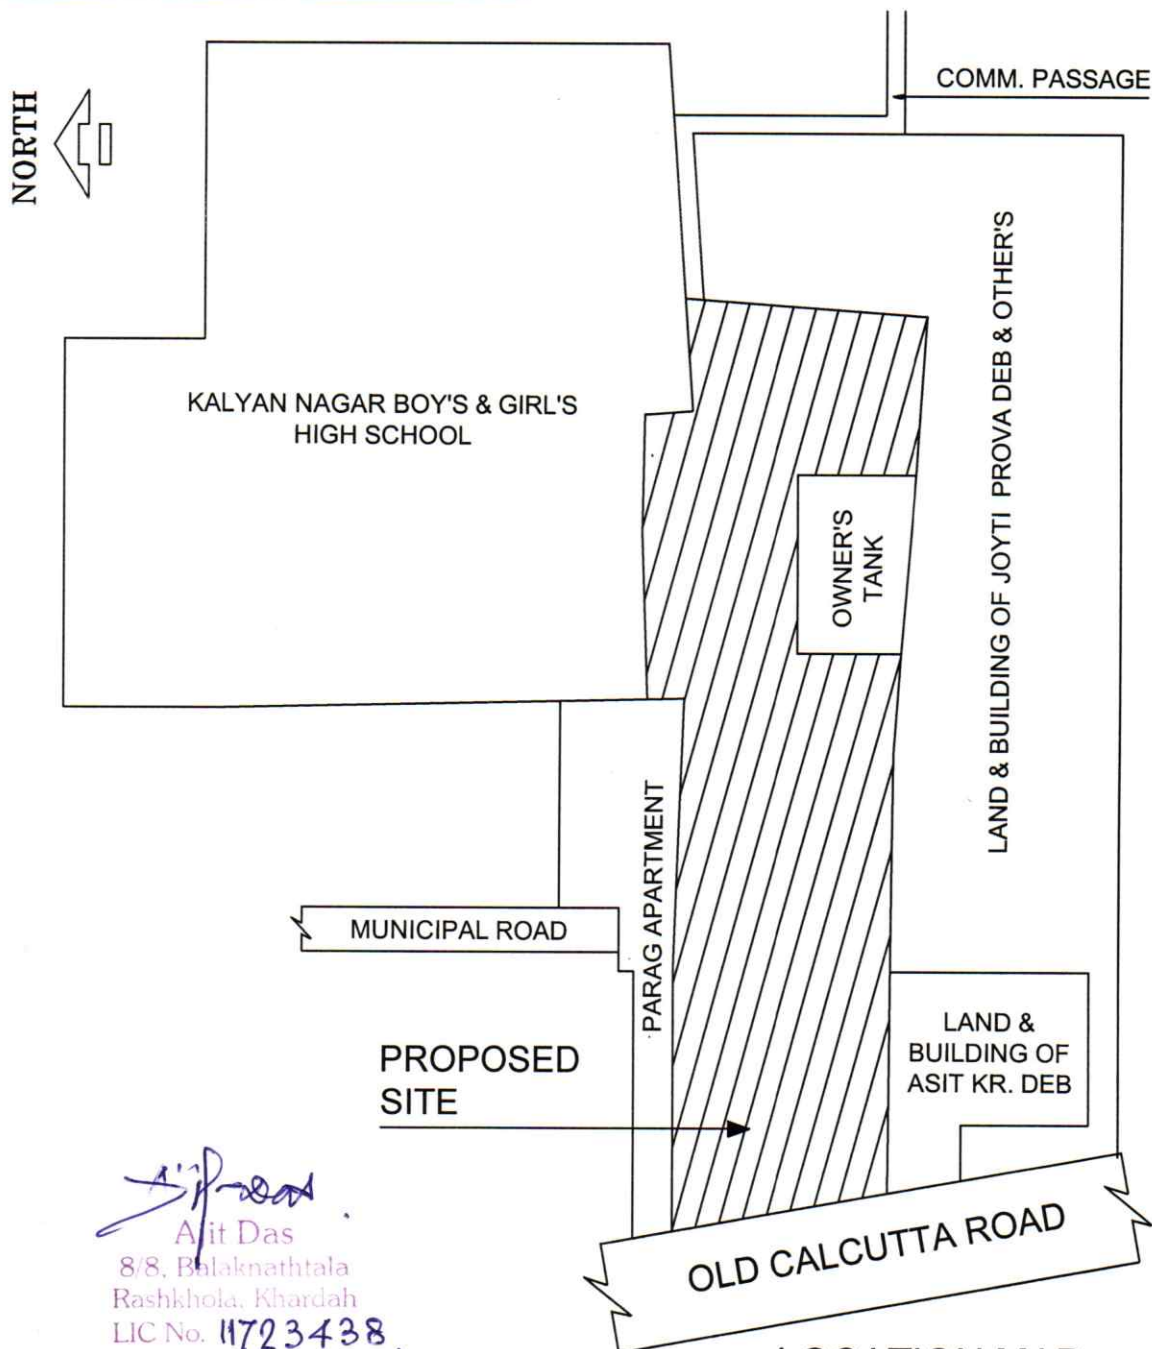 COMM. PASSAGE
NORTH
KALYAN NAGAR BOY'S & GIRL'S
HIGH SCHOOL
LAND & BUILDING OF JOYTI PROVA DEB & OTHER'S
OWNER'S
TANK
PARAG APARTMENT
MUNICIPAL ROAD
LAND &
BUILDING OF
ASIT KR. DEB
PROPOSED
SITE
OLD CALCUTTA ROAD
Ajit Das
8/8, Balaknathtala
Rashkhola, Khardah
LIC No. 11723438